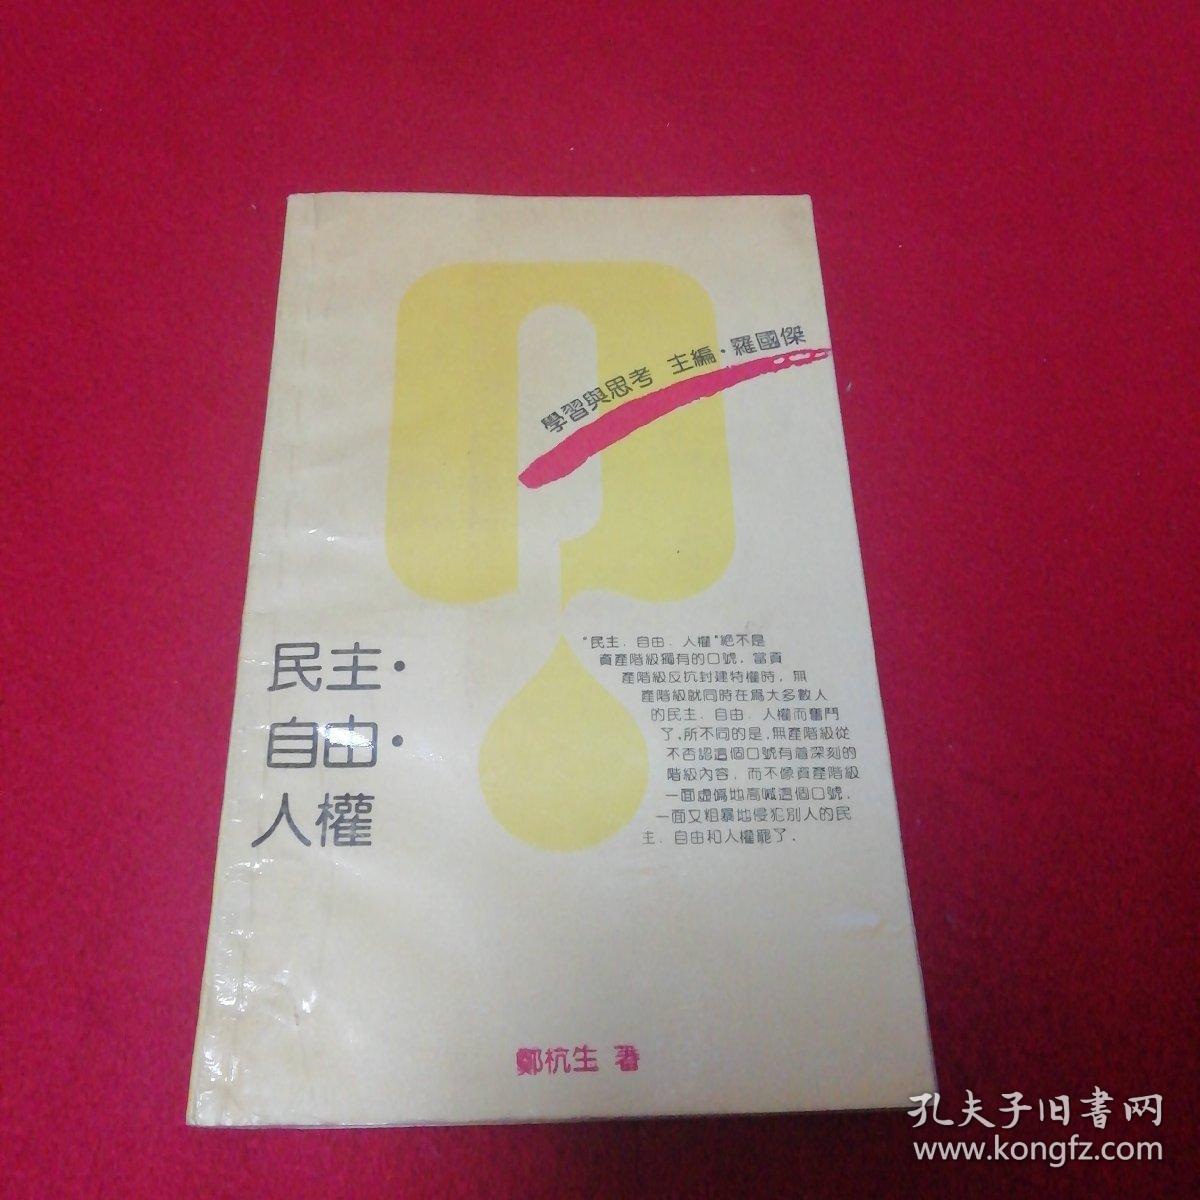 學習與思考 主編·羅國傑
民主·
自由·
人權
“民主、自由、人權”絕不是
資產階級獨有的口號，當資
產階級反抗封建特權時，無
產階級就同時在爲大多數人
的民主、自由、人權而奮鬥
了，所不同的是，無產階級從
不否認這個口號有着深刻的
階級內容，而不像資產階級
一面虛僞地高喊這個口號，
一面又粗暴地侵犯別人的民
主、自由和人權罷了。
鄭杭生 著
孔夫子旧書网
www.kongfz.com